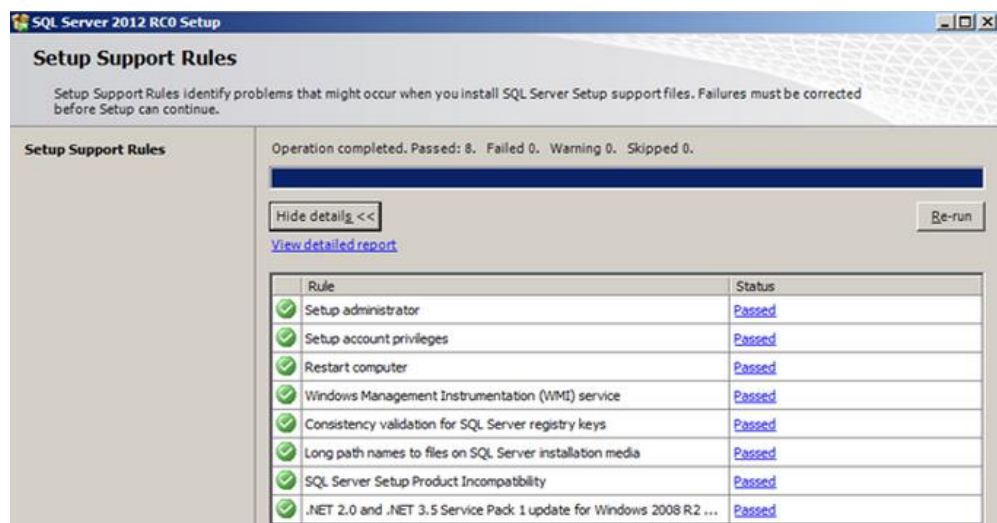 SQL Server 2012 RC0 Setup
Setup Support Rules
Setup Support Rules identify problems that might occur when you install SQL Server Setup support files. Failures must be corrected
before Setup can continue.
Setup Support Rules
Operation completed. Passed: 8. Failed 0. Warning 0. Skipped 0.
Hide details <<
Re-run
View detailed report
Rule Status
Setup administrator Passed
Setup account privileges Passed
Restart computer Passed
Windows Management Instrumentation (WMI) service Passed
Consistency validation for SQL Server registry keys Passed
Long path names to files on SQL Server installation media Passed
SQL Server Setup Product Incompatibility Passed
.NET 2.0 and .NET 3.5 Service Pack 1 update for Windows 2008 R2 ... Passed